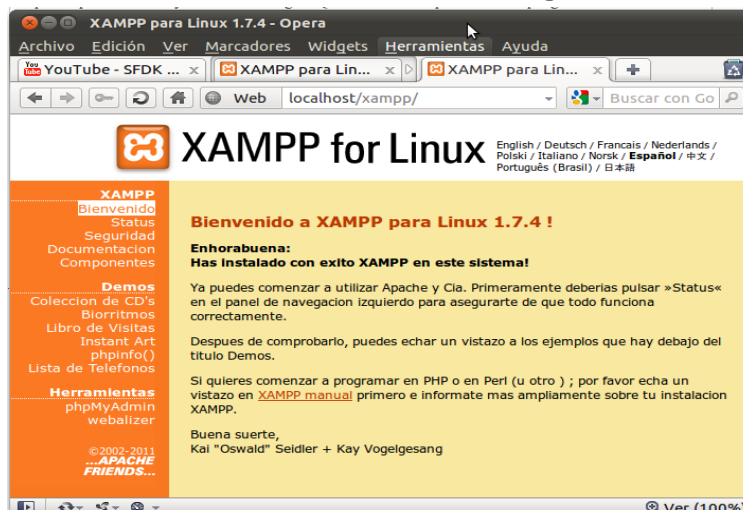 XAMPP para Linux 1.7.4 - Opera
Archivo Edición Ver Marcadores Widgets Herramientas Ayuda
You Tube YouTube - SFDK ... x XAMPP para Lin... x XAMPP para Lin... x +
Web localhost/xampp/ Buscar con Go
XAMPP for Linux
English / Deutsch / Francais / Nederlands /
Polski / Italiano / Norsk / Español / 中文 /
Português (Brasil) / 日本語
XAMPP
Bienvenido
Status
Seguridad
Documentacion
Componentes
Demos
Coleccion de CD's
Biorritmos
Libro de Visitas
Instant Art
phpinfo()
Lista de Telefonos
Herramientas
phpMyAdmin
webalizer
©2002-2011
...APACHE
FRIENDS...
Bienvenido a XAMPP para Linux 1.7.4 !
Enhorabuena:
Has instalado con exito XAMPP en este sistema!
Ya puedes comenzar a utilizar Apache y Cia. Primeramente deberias pulsar »Status«
en el panel de navegacion izquierdo para asegurarte de que todo funciona
correctamente.
Despues de comprobarlo, puedes echar un vistazo a los ejemplos que hay debajo del
titulo Demos.
Si quieres comenzar a programar en PHP o en Perl (u otro ) ; por favor echa un
vistazo en XAMPP manual primero e informate mas ampliamente sobre tu instalacion
XAMPP.
Buena suerte,
Kai "Oswald" Seidler + Kay Vogelgesang
Ver (100%)